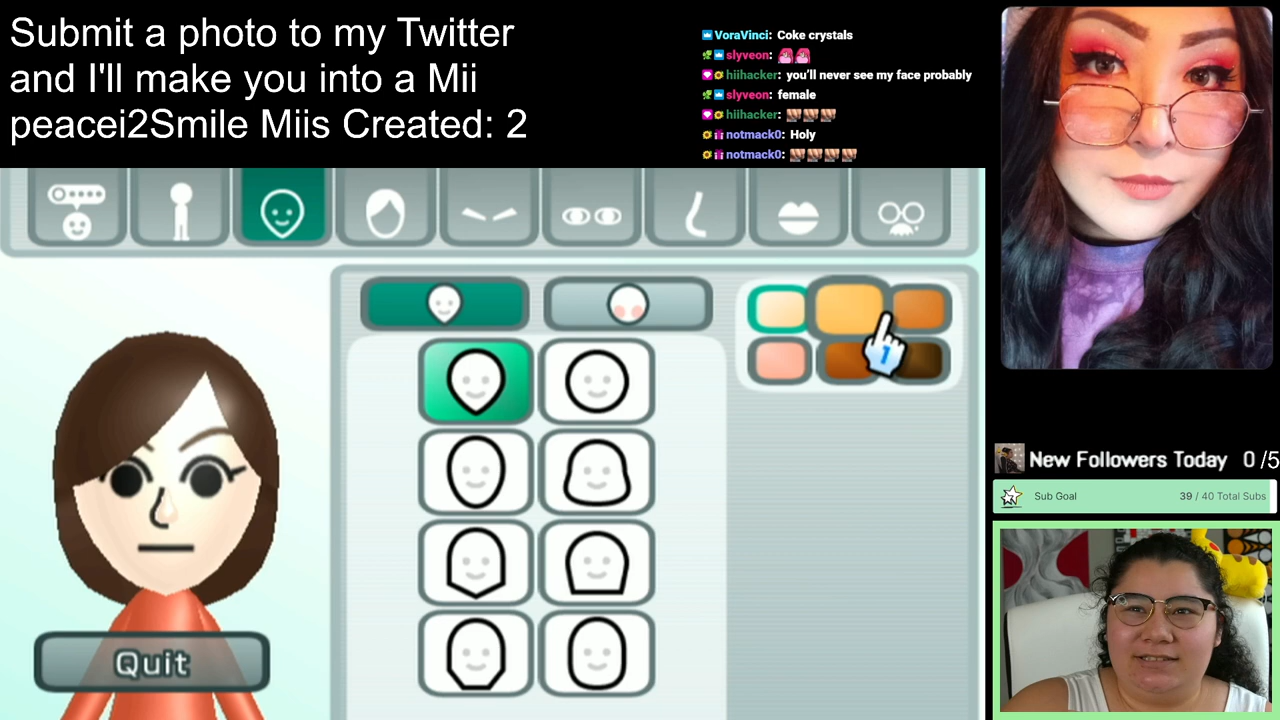 Submit a photo to my Twitter
and I'll make you into a Mii
peacei2Smile Miis Created: 2
VoraVinci: Coke crystals
slyveon:
hiihacker: you'll never see my face probably
slyveon: female
hiihacker:
notmack0: Holy
notmack0:
1
Quit
New Followers Today 0 /5
Sub Goal 39 / 40 Total Subs